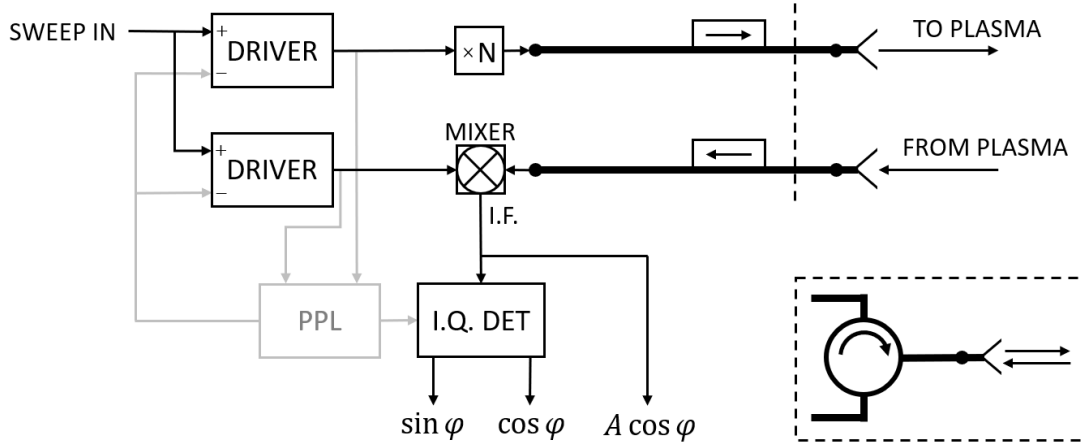 SWEEP IN
+
DRIVER
−
× N
TO PLASMA
+
DRIVER
−
MIXER
FROM PLASMA
I.F.
PPL
I.Q. DET
sin φ
cos φ
A cos φ